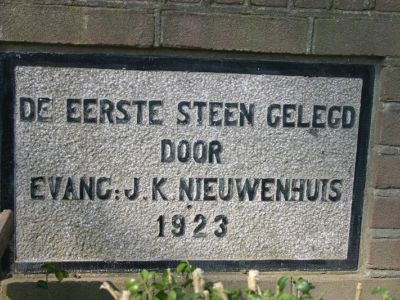 DE EERSTE STEEN GELEGD
DOOR
EVANG: J.K. NIEUWENHUIS
1923